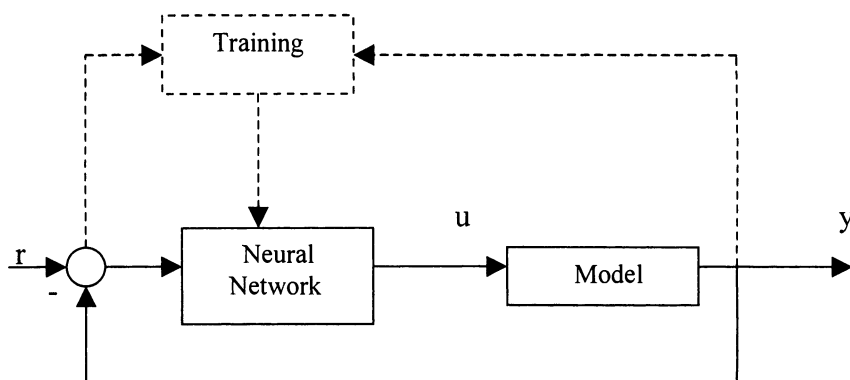 Training
u
y
r
-
Neural
Network
Model